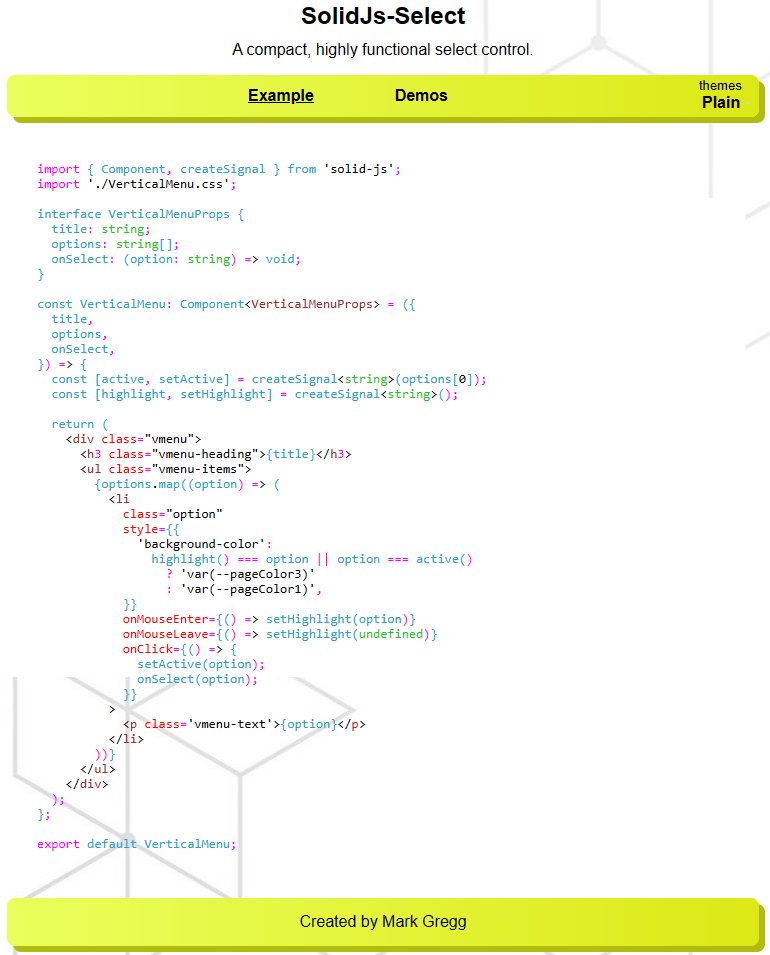 SolidJs-Select
A compact, highly functional select control.
Example Demos themes
Plain
import { Component, createSignal } from 'solid-js';
import './VerticalMenu.css';
interface VerticalMenuProps {
  title: string;
  options: string[];
  onSelect: (option: string) => void;
}
const VerticalMenu: Component<VerticalMenuProps> = ({
  title,
  options,
  onSelect,
}) => {
  const [active, setActive] = createSignal<string>(options[0]);
  const [highlight, setHighlight] = createSignal<string>();
  return (
    <div class="vmenu">
      <h3 class="vmenu-heading">{title}</h3>
      <ul class="vmenu-items">
        {options.map((option) => (
          <li
            class="option"
            style={{
              'background-color':
                highlight() === option || option === active()
                  ? 'var(--pageColor3)'
                  : 'var(--pageColor1)',
            }}
            onMouseEnter={() => setHighlight(option)}
            onMouseLeave={() => setHighlight(undefined)}
            onClick={() => {
              setActive(option);
              onSelect(option);
            }}
          >
            <p class='vmenu-text'>{option}</p>
          </li>
        ))}
      </ul>
    </div>
  );
};
export default VerticalMenu;
Created by Mark Gregg